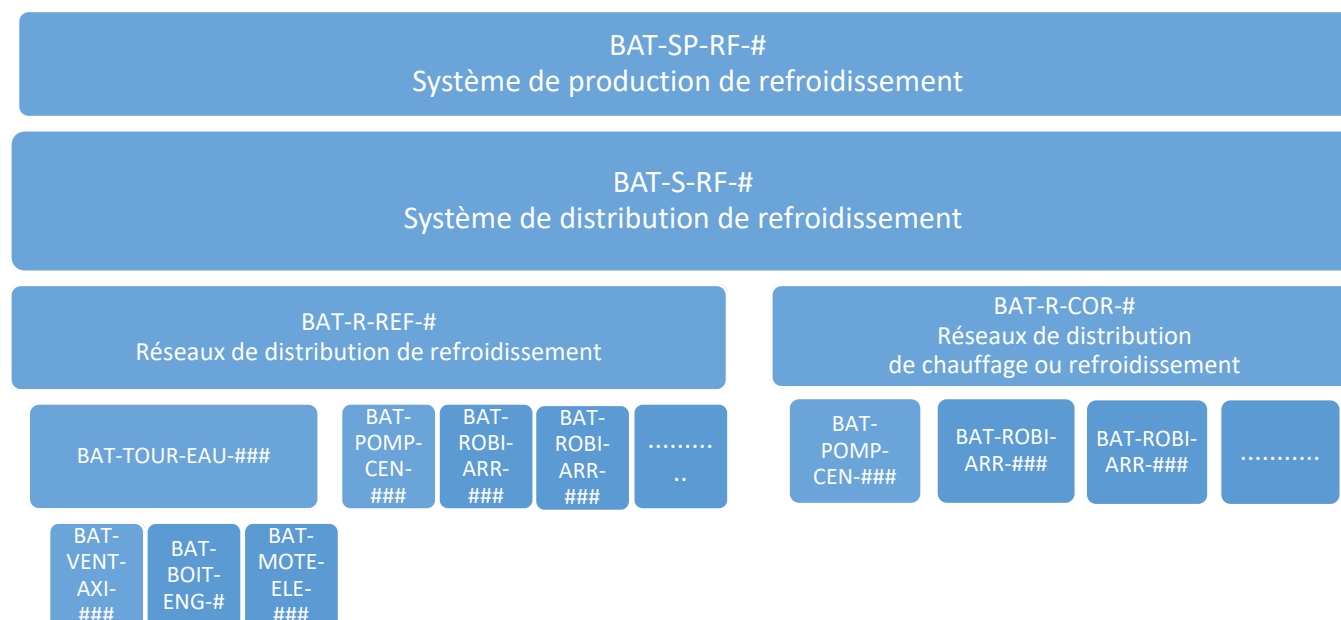 BAT-SP-RF-#
Système de production de refroidissement
BAT-S-RF-#
Système de distribution de refroidissement
BAT-R-REF-#
Réseaux de distribution de refroidissement
BAT-R-COR-#
Réseaux de distribution
de chauffage ou refroidissement
BAT-TOUR-EAU-###
BAT-
POMP-
CEN-
###
BAT-
ROBI-
ARR-
###
BAT-
ROBI-
ARR-
###
.........
..
BAT-
POMP-
CEN-###
BAT-ROBI-
ARR-###
BAT-ROBI-
ARR-###
...........
BAT-
VENT-
AXI-
###
BAT-
BOIT-
ENG-#
BAT-
MOTE-
ELE-
###